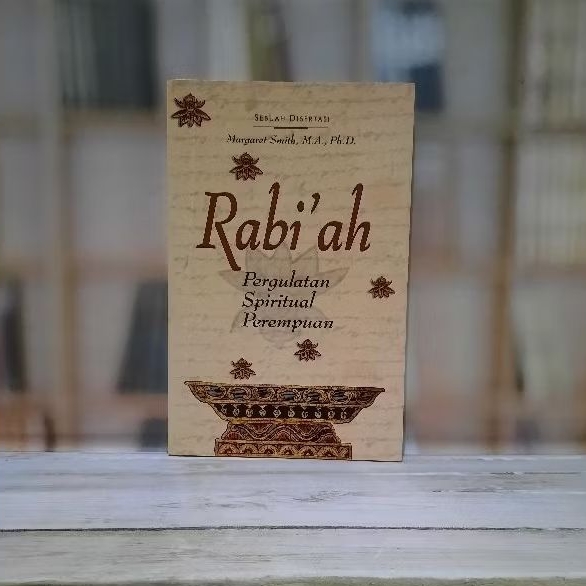 SEBUAH DISERTASI
Margaret Smith, M.A., Ph.D.
Rabi'ah
Pergulatan
Spiritual
Perempuan